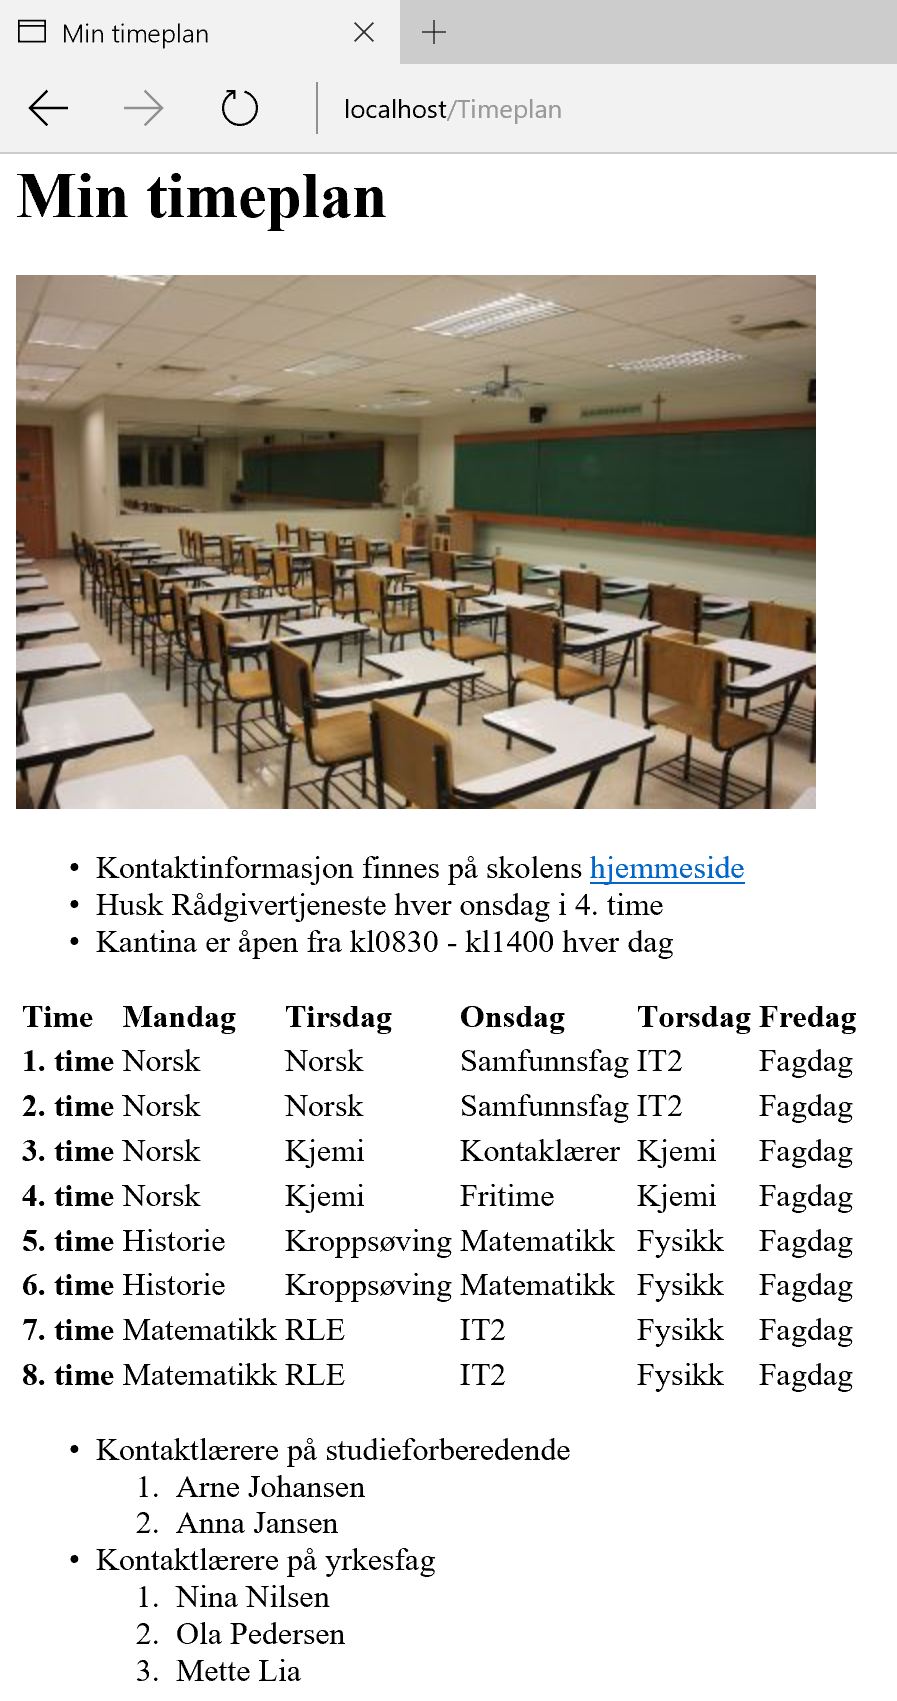 Min timeplan
localhost/Timeplan
Min timeplan
• Kontaktinformasjon finnes på skolens hjemmeside
• Husk Rådgivertjeneste hver onsdag i 4. time
• Kantina er åpen fra kl0830 - kl1400 hver dag
Time Mandag Tirsdag Onsdag Torsdag Fredag
1. time Norsk Norsk Samfunnsfag IT2 Fagdag
2. time Norsk Norsk Samfunnsfag IT2 Fagdag
3. time Norsk Kjemi Kontaklærer Kjemi Fagdag
4. time Norsk Kjemi Fritime Kjemi Fagdag
5. time Historie Kroppsøving Matematikk Fysikk Fagdag
6. time Historie Kroppsøving Matematikk Fysikk Fagdag
7. time Matematikk RLE IT2 Fysikk Fagdag
8. time Matematikk RLE IT2 Fysikk Fagdag
• Kontaktlærere på studieforberedende
1. Arne Johansen
2. Anna Jansen
• Kontaktlærere på yrkesfag
1. Nina Nilsen
2. Ola Pedersen
3. Mette Lia